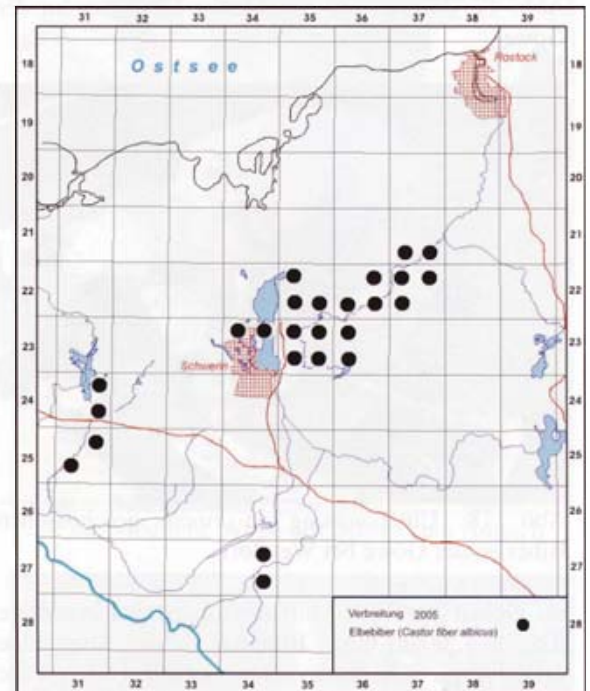 31 32 33 34 35 36 37 38 39
Ostsee
Rostock
18 18
19 19
20 20
21 21
22 22
23 23
Schwerin
24 24
25 25
26 26
27 27
Verbreitung 2005
28 28
Elbebiber (Castor fiber albicus)
31 32 33 34 35 36 37 38 39